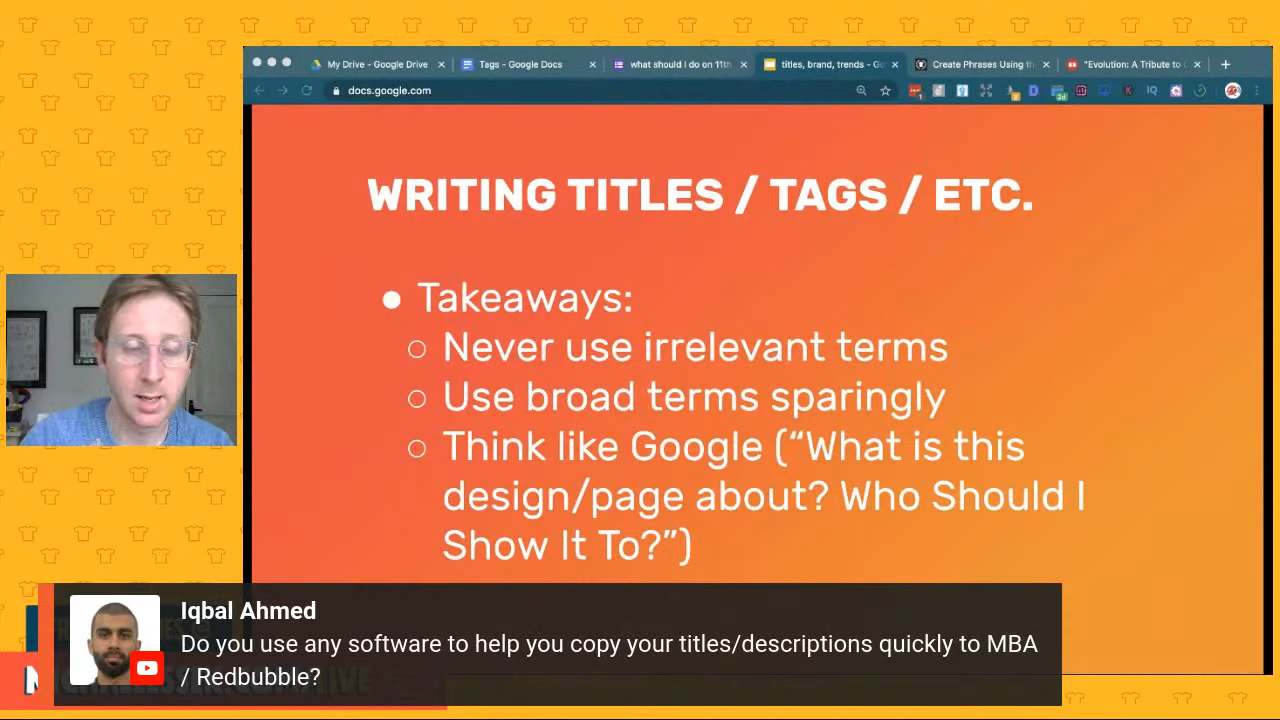 My Drive - Google Drive
Tags - Google Docs
what should I do on 11th
titles, brand, trends - Go
Create Phrases Using th
"Evolution: A Tribute to
docs.google.com
IQ
WRITING TITLES / TAGS / ETC.
Takeaways:
Never use irrelevant terms
Use broad terms sparingly
Think like Google (“What is this
design/page about? Who Should I
Show It To?”)
Iqbal Ahmed
Do you use any software to help you copy your titles/descriptions quickly to MBA
/ Redbubble?